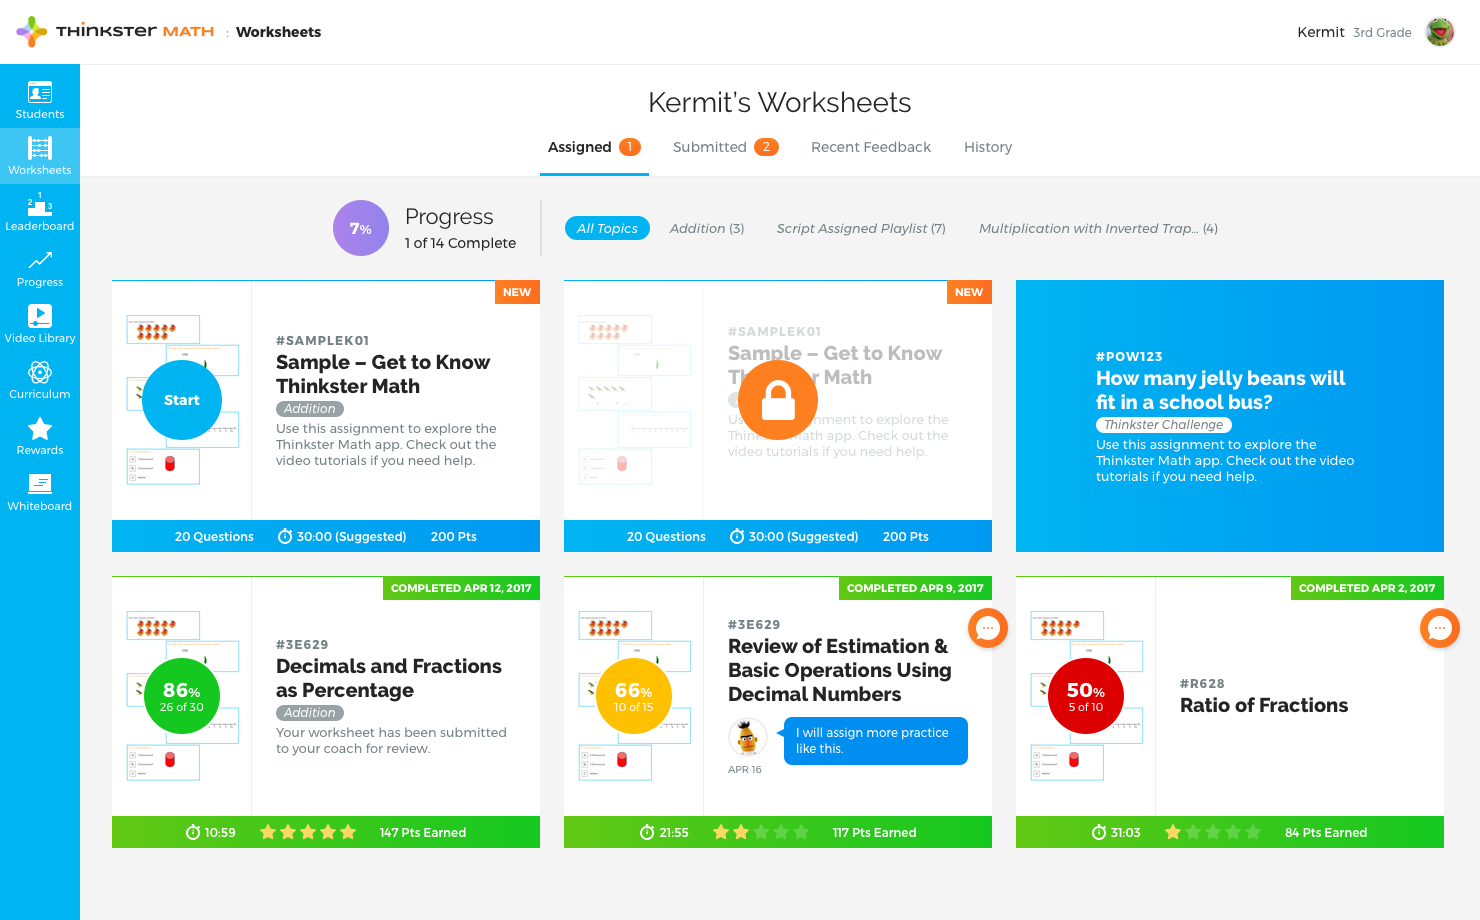 THINKSTER MATH : Worksheets
Kermit 3rd Grade
Students
Worksheets
Leaderboard
Progress
Video Library
Curriculum
Rewards
Whiteboard
Kermit’s Worksheets
Assigned 1 Submitted 2 Recent Feedback History
7%
Progress
1 of 14 Complete
All Topics Addition (3) Script Assigned Playlist (7) Multiplication with Inverted Trap... (4)
NEW
Start
#SAMPLEK01
Sample – Get to Know
Thinkster Math
Addition
Use this assignment to explore the
Thinkster Math app. Check out the
video tutorials if you need help.
20 Questions 30:00 (Suggested) 200 Pts
NEW
#SAMPLEK01
Sample – Get to Know
Math
Use this assignment to explore the
Math app. Check out the
video tutorials if you need help.
20 Questions 30:00 (Suggested) 200 Pts
#POW123
How many jelly beans will
fit in a school bus?
Thinkster Challenge
Use this assignment to explore the
Thinkster Math app. Check out the video
tutorials if you need help.
COMPLETED APR 12, 2017
86%
26 of 30
#3E629
Decimals and Fractions
as Percentage
Addition
Your worksheet has been submitted
to your coach for review.
10:59 147 Pts Earned
COMPLETED APR 9, 2017
66%
10 of 15
#3E629
Review of Estimation &
Basic Operations Using
Decimal Numbers
I will assign more practice
like this.
APR 16
21:55 117 Pts Earned
COMPLETED APR 2, 2017
50%
5 of 10
#R628
Ratio of Fractions
31:03 84 Pts Earned